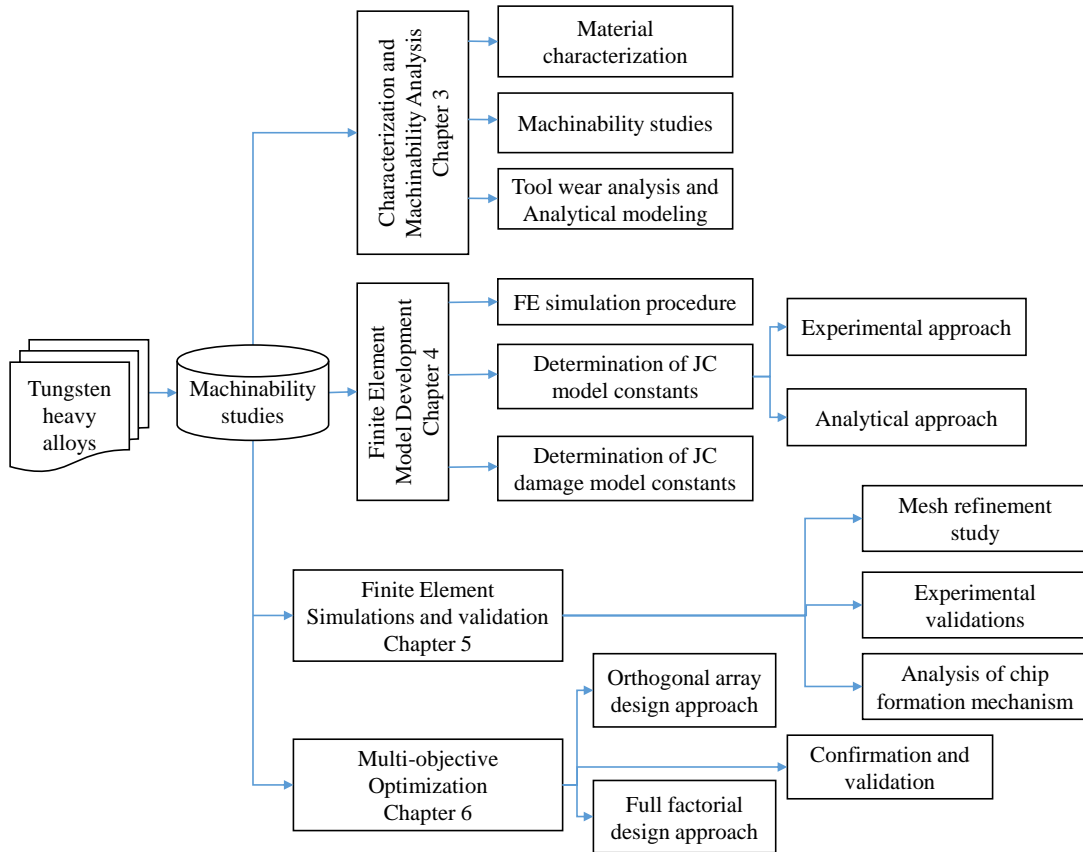 Tungsten
heavy
alloys
Machinability
studies
Characterization and
Machinability Analysis
Chapter 3
Material
characterization
Machinability studies
Tool wear analysis and
Analytical modeling
Finite Element
Model Development
Chapter 4
FE simulation procedure
Determination of JC
model constants
Experimental approach
Analytical approach
Determination of JC
damage model constants
Finite Element
Simulations and validation
Chapter 5
Mesh refinement
study
Experimental
validations
Analysis of chip
formation mechanism
Multi-objective
Optimization
Chapter 6
Orthogonal array
design approach
Confirmation and
validation
Full factorial
design approach